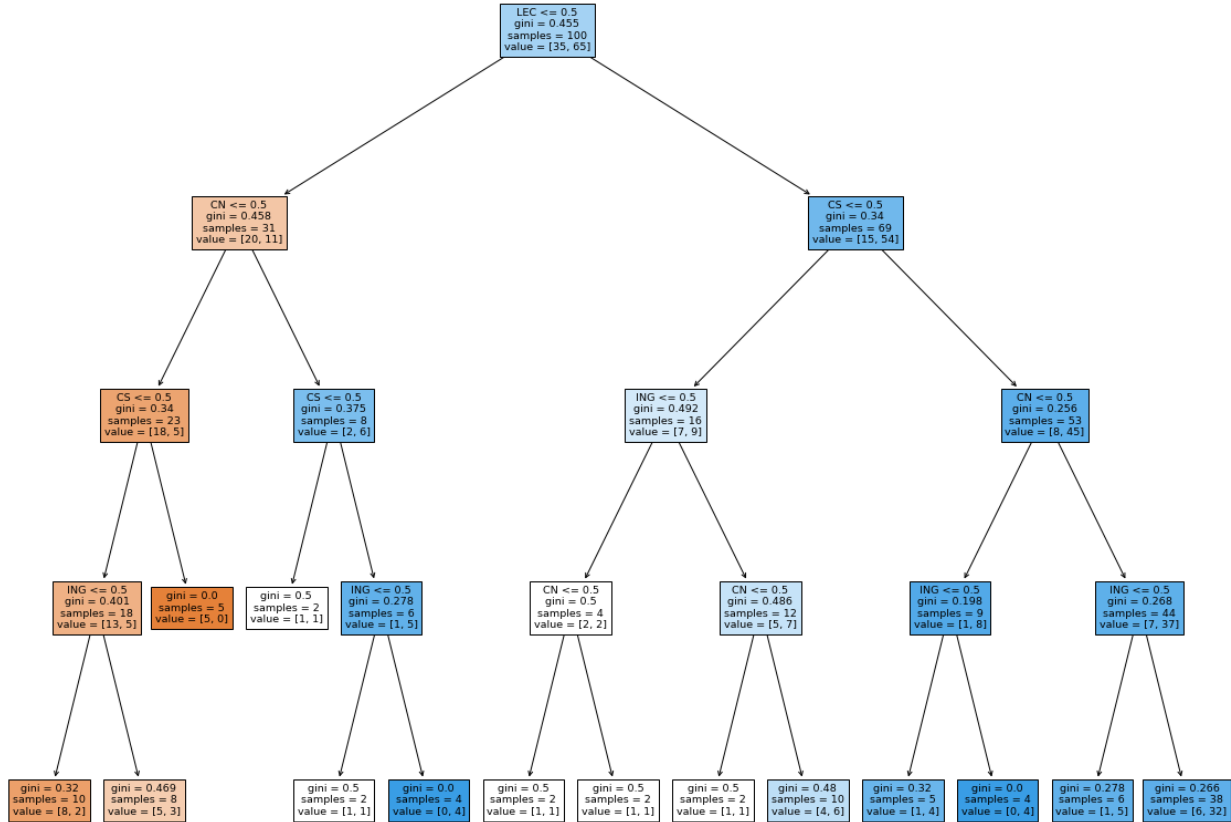 LEC <= 0.5
gini = 0.455
samples = 100
value = [35, 65]
CN <= 0.5
gini = 0.458
samples = 31
value = [20, 11]
CS <= 0.5
gini = 0.34
samples = 69
value = [15, 54]
CS <= 0.5
gini = 0.34
samples = 23
value = [18, 5]
CS <= 0.5
gini = 0.375
samples = 8
value = [2, 6]
ING <= 0.5
gini = 0.492
samples = 16
value = [7, 9]
CN <= 0.5
gini = 0.256
samples = 53
value = [8, 45]
ING <= 0.5
gini = 0.401
samples = 18
value = [13, 5]
gini = 0.0
samples = 5
value = [5, 0]
gini = 0.5
samples = 2
value = [1, 1]
ING <= 0.5
gini = 0.278
samples = 6
value = [1, 5]
CN <= 0.5
gini = 0.5
samples = 4
value = [2, 2]
CN <= 0.5
gini = 0.486
samples = 12
value = [5, 7]
ING <= 0.5
gini = 0.198
samples = 9
value = [1, 8]
ING <= 0.5
gini = 0.268
samples = 44
value = [7, 37]
gini = 0.32
samples = 10
value = [8, 2]
gini = 0.469
samples = 8
value = [5, 3]
gini = 0.5
samples = 2
value = [1, 1]
gini = 0.0
samples = 4
value = [0, 4]
gini = 0.5
samples = 2
value = [1, 1]
gini = 0.5
samples = 2
value = [1, 1]
gini = 0.5
samples = 2
value = [1, 1]
gini = 0.48
samples = 10
value = [4, 6]
gini = 0.32
samples = 5
value = [1, 4]
gini = 0.0
samples = 4
value = [0, 4]
gini = 0.278
samples = 6
value = [1, 5]
gini = 0.266
samples = 38
value = [6, 32]